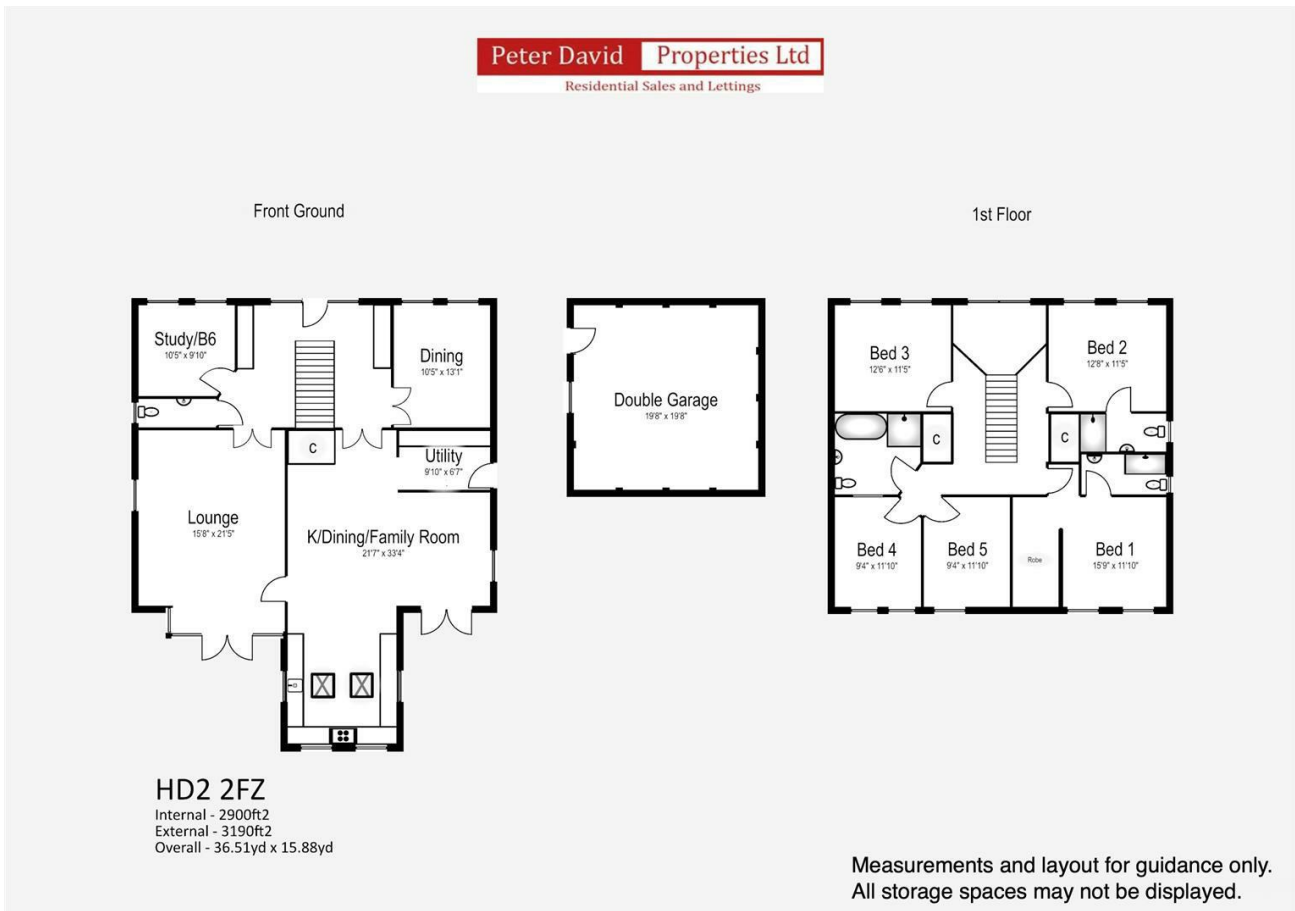 Peter David Properties Ltd
Residential Sales and Lettings
Front Ground
1st Floor
Study/B6
10'5" x 9'10"
Dining
10'5" x 13'1"
C
Utility
9'10" x 6'7"
Lounge
15'8" x 21'5"
K/Dining/Family Room
21'7" x 33'4"
Double Garage
19'8" x 19'8"
Bed 3
12'6" x 11'5"
Bed 2
12'8" x 11'5"
C
C
Bed 4
9'4" x 11'10"
Bed 5
9'4" x 11'10"
Robe
Bed 1
15'9" x 11'10"
HD2 2FZ
Internal - 2900ft2
External - 3190ft2
Overall - 36.51yd x 15.88yd
Measurements and layout for guidance only.
All storage spaces may not be displayed.